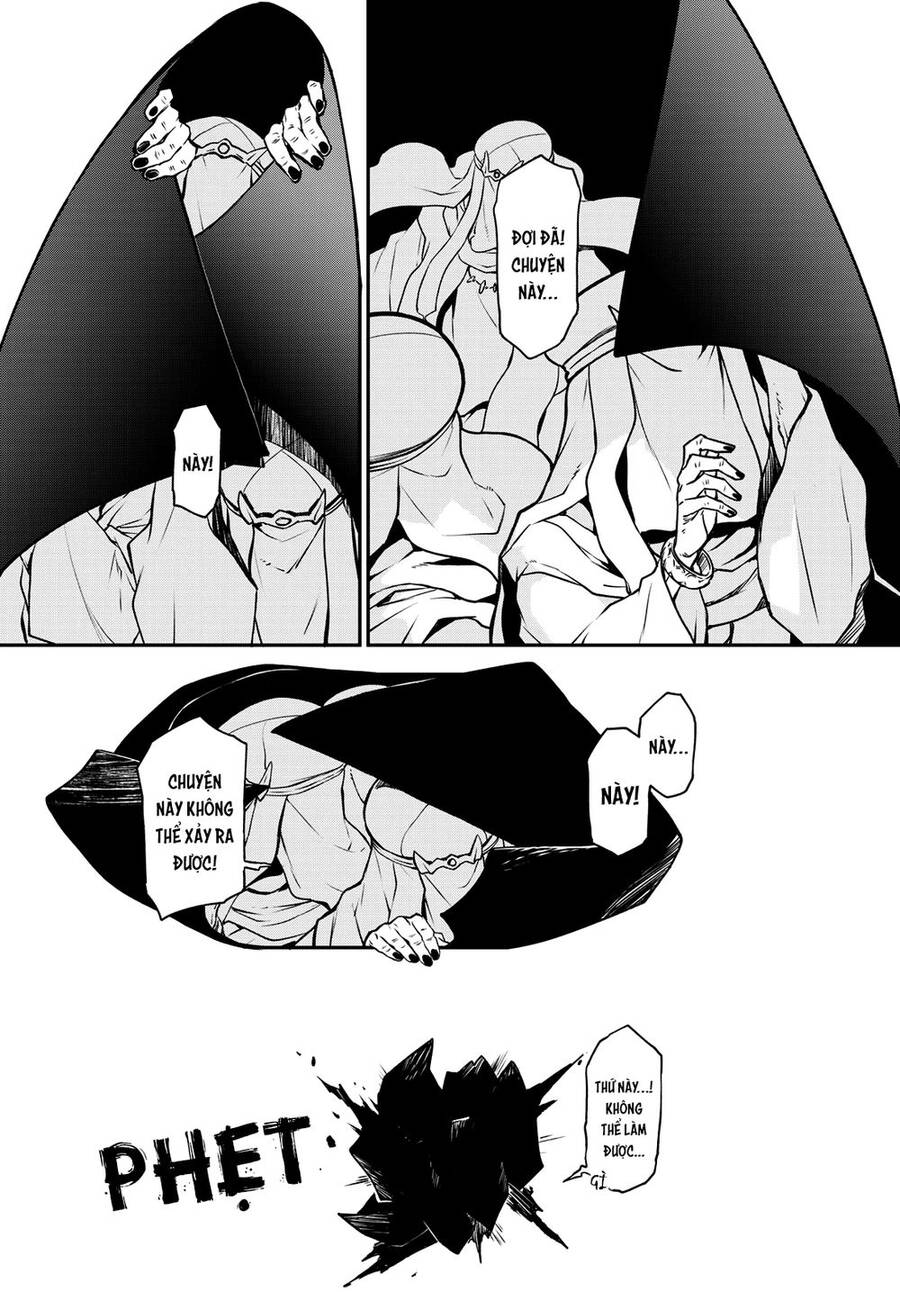 ĐỢI ĐÃ!
CHUYỆN
NÀY...
NÀY!
NÀY...
NÀY!
CHUYỆN
NÀY KHÔNG
THỂ XẢY RA
ĐƯỢC!
THỨ NÀY...!
KHÔNG
THỂ LÀM
ĐƯỢC...
GÌ
PHẸT